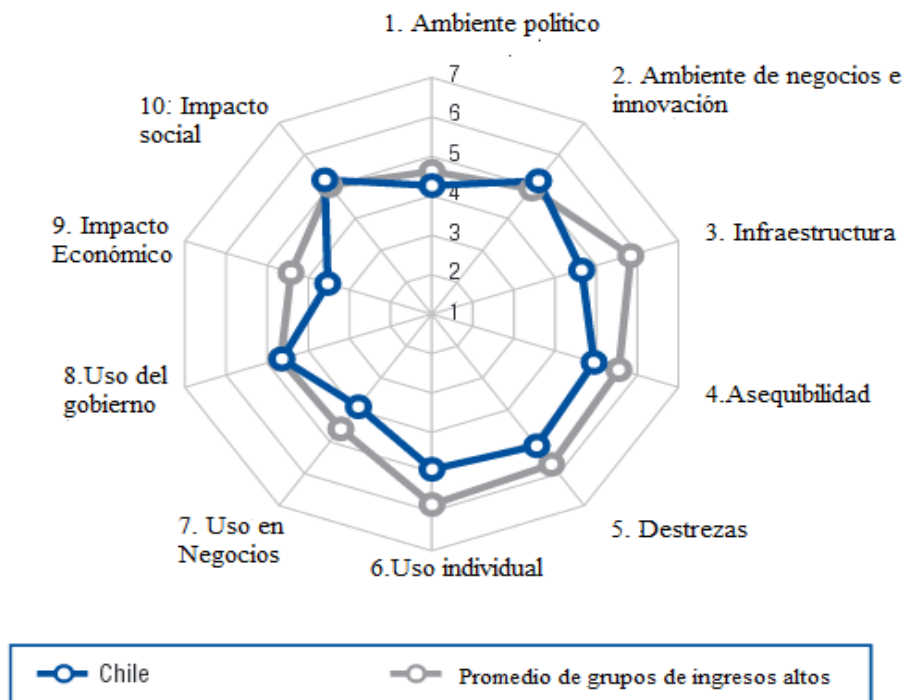 1. Ambiente politico
2. Ambiente de negocios e
innovación
10: Impacto
social
7
6
5
4
3
2
1
9. Impacto
Económico
3. Infraestructura
8.Uso del
gobierno
4.Asequibilidad
7. Uso en
Negocios
5. Destrezas
6.Uso individual
Chile
Promedio de grupos de ingresos altos